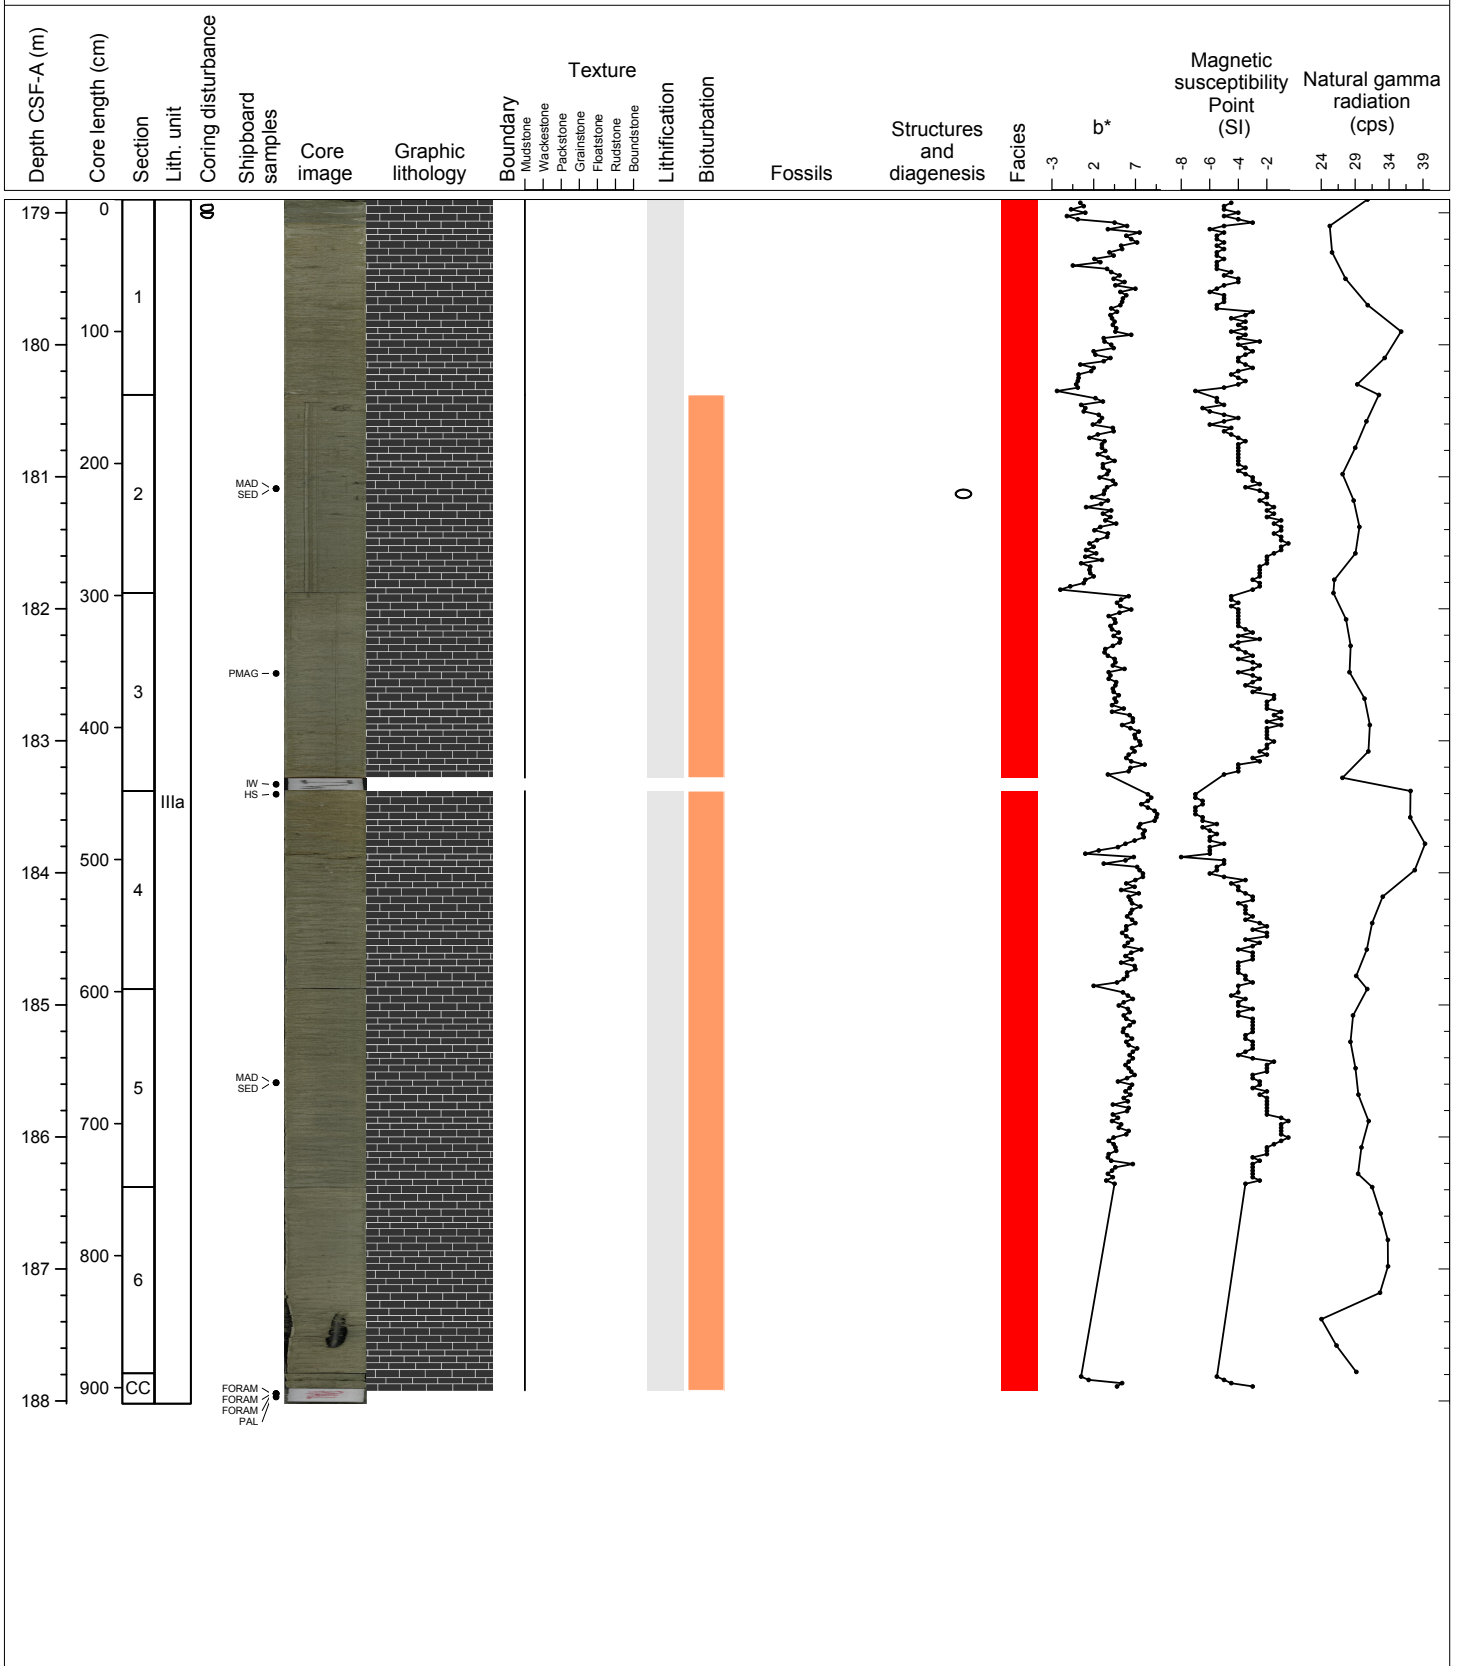 Depth CSF-A (m)
Core length (cm)
Section
Lith. unit
Coring disturbance
Shipboard
samples
Core
image
Graphic
lithology
Boundary
Texture
Mudstone
Wackestone
Packstone
Grainstone
Floatstone
Rudstone
Boundstone
Lithification
Bioturbation
Fossils
Structures
and
diagenesis
Facies
b*
-3 2 7
Magnetic
susceptibility
Point
(SI)
-8 -6 -4 -2
Natural gamma
radiation
(cps)
24 29 34 39
179
180
181
182
183
184
185
186
187
188
0
100
200
300
400
500
600
700
800
900
1
2
3
4
5
6
CC
IIIa
MAD
SED
PMAG
IW
HS
MAD
SED
FORAM
FORAM
FORAM
PAL